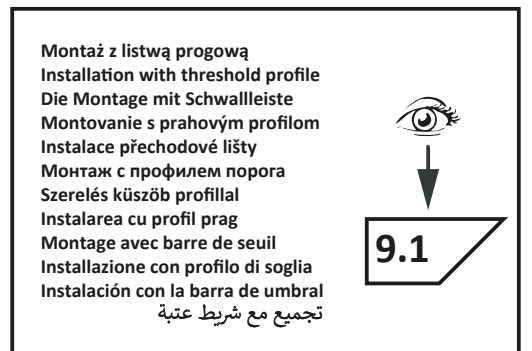 Montaż z listwą progową
Installation with threshold profile
Die Montage mit Schwallleiste
Montovanie s prahovým profilom
Instalace přechodové lišty
Монтаж с профилем порога
Szerelés küszöb profillal
Instalarea cu profil prag
Montage avec barre de seuil
Installazione con profilo di soglia
Instalación con la barra de umbral
تجميع مع شريط عتبة
9.1